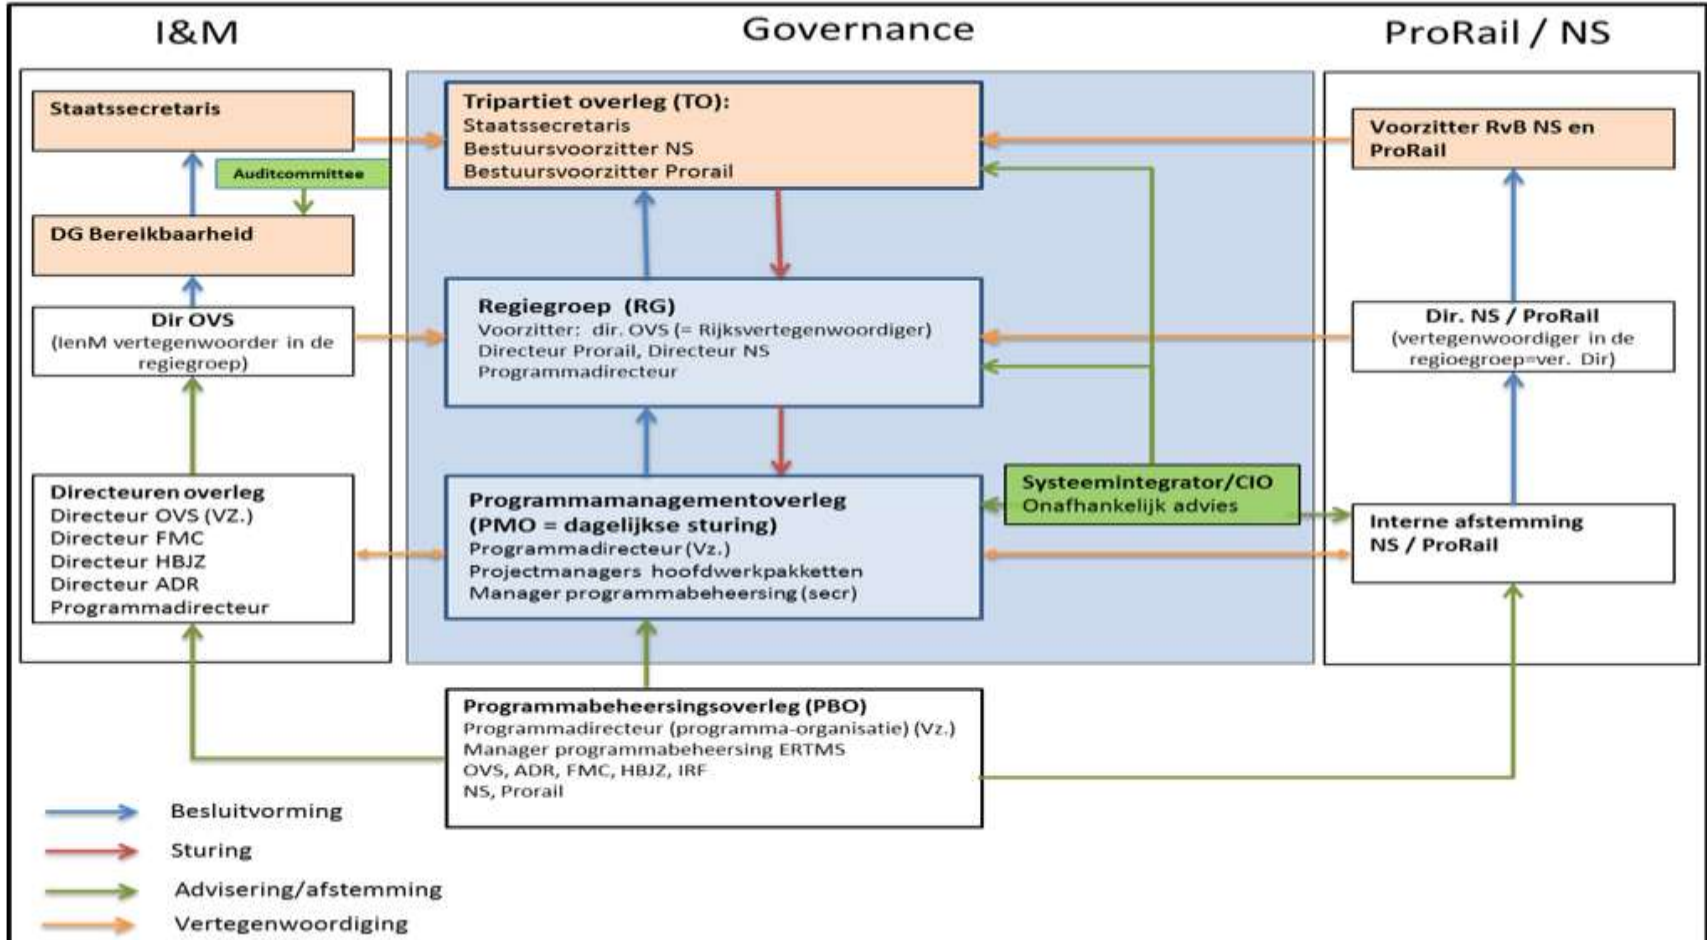 I&M
Governance
ProRail / NS
Staatssecretaris
Auditcommittee
DG Bereikbaarheid
Dir OVS
(IenM vertegenwoorder in de
regiegroep)
Directeuren overleg
Directeur OVS (VZ.)
Directeur FMC
Directeur HBJZ
Directeur ADR
Programmadirecteur
Tripartiet overleg (TO):
Staatssecretaris
Bestuursvoorzitter NS
Bestuursvoorzitter Prorail
Regiegroep (RG)
Voorzitter: dir. OVS (= Rijksvertegenwoordiger)
Directeur Prorail, Directeur NS
Programmadirecteur
Programmamanagementoverleg
(PMO = dagelijkse sturing)
Programmadirecteur (Vz.)
Projectmanagers hoofdwerkpakketten
Manager programmabeheersing (secr)
Systeemintegrator/CIO
Onafhankelijk advies
Voorzitter RvB NS en
ProRail
Dir. NS / ProRail
(vertegenwoordiger in de
regioegroep=ver. Dir)
Interne afstemming
NS / ProRail
Programmabeheersingsoverleg (PBO)
Programmadirecteur (programma-organisatie) (Vz.)
Manager programmabeheersing ERTMS
OVS, ADR, FMC, HBJZ, IRF
NS, Prorail
Besluitvorming
Sturing
Advisering/afstemming
Vertegenwoordiging